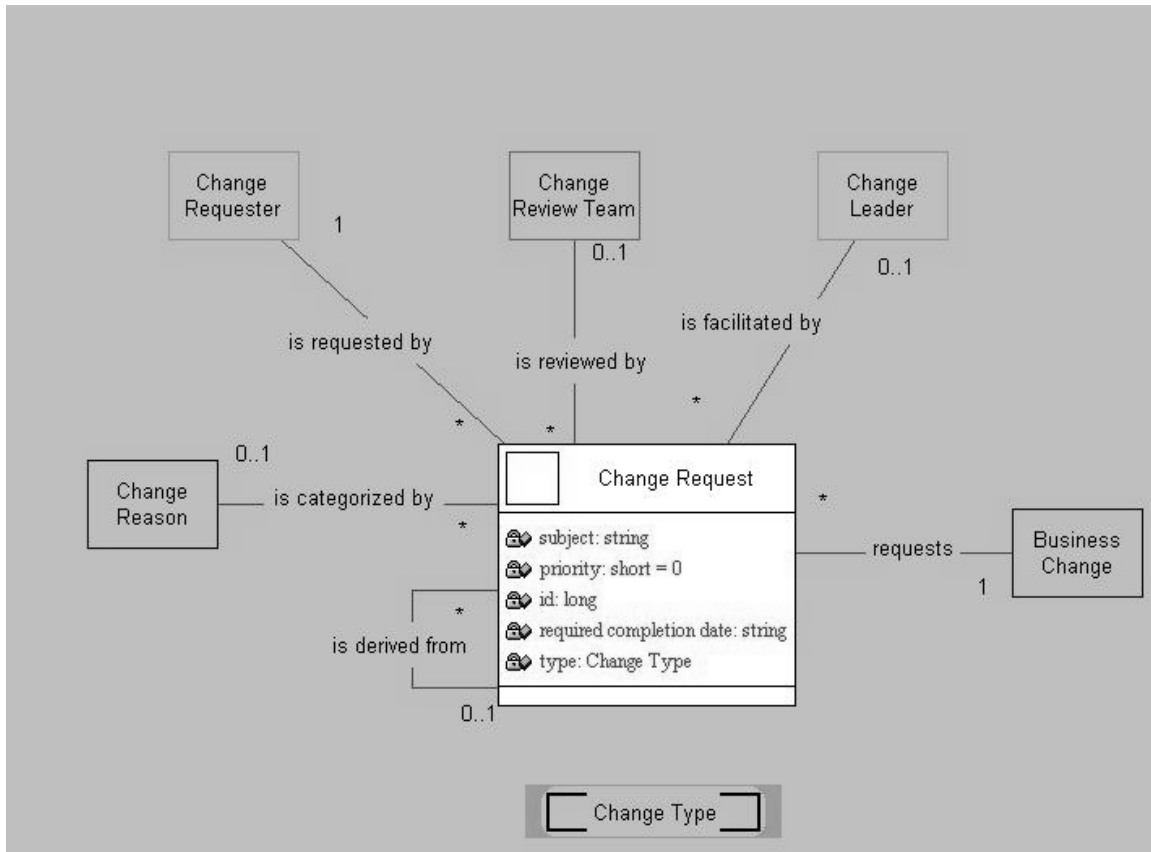 Change
Requester
1
Change
Review Team
0..1
Change
Leader
0..1
is requested by
is reviewed by
is facilitated by
*
*
*
0..1
Change
Reason
is categorized by
*
Change Request
subject: string
priority: short = 0
id: long
required completion date: string
type: Change Type
*
requests
1
Business
Change
*
is derived from
0..1
Change Type